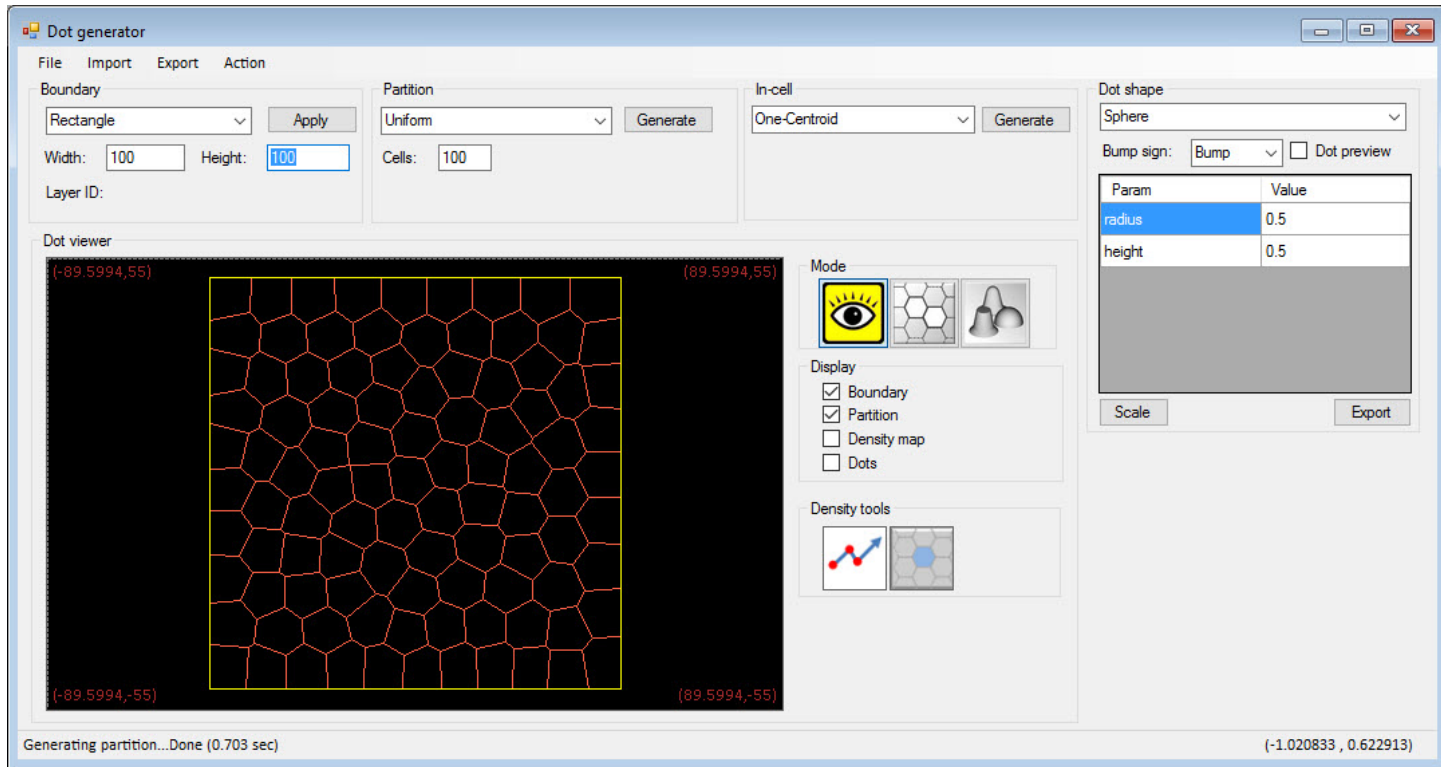 Dot generator
File Import Export Action
Boundary
Rectangle Apply
Width: 100 Height: 100
Layer ID:
Partition
Uniform Generate
Cells: 100
In-cell
One-Centroid Generate
Dot shape
Sphere
Bump sign: Bump Dot preview
Param Value
radius 0.5
height 0.5
Scale Export
Dot viewer
(-89.5994,55) (89.5994,55)
(-89.5994,-55) (89.5994,-55)
Mode
Display
Boundary
Partition
Density map
Dots
Density tools
Generating partition...Done (0.703 sec) (-1.020833 , 0.622913)